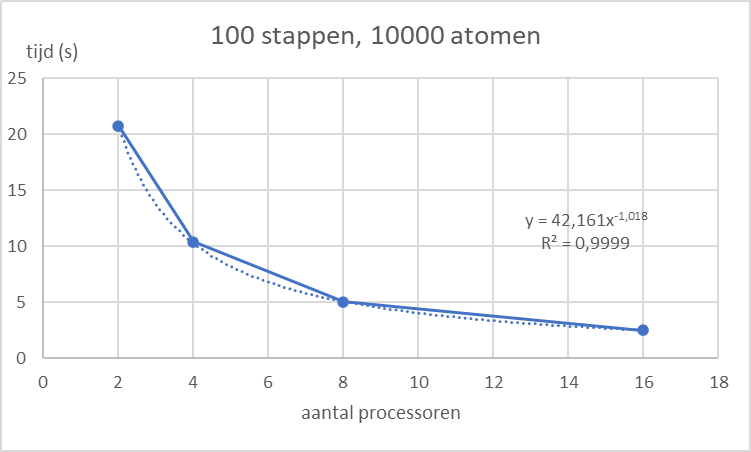 100 stappen, 10000 atomen
tijd (s)
25
20
15
10
5
0
y = 42,161x⁻¹,⁰¹⁸
R² = 0,9999
0 2 4 6 8 10 12 14 16 18
aantal processoren